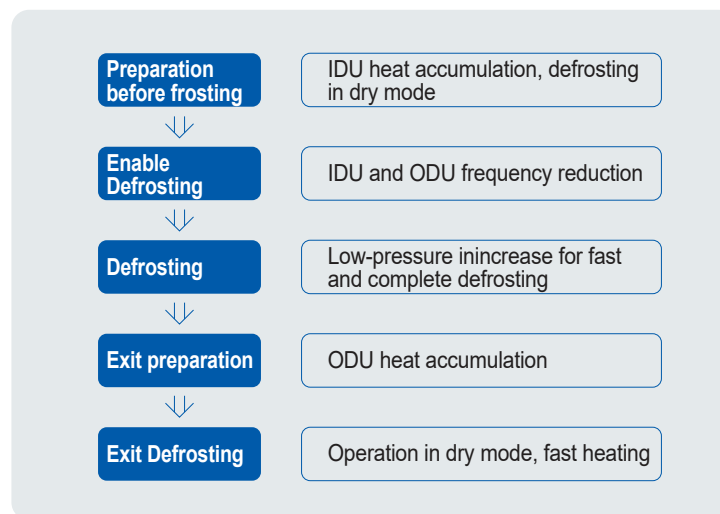 Preparation
before frosting
IDU heat accumulation, defrosting
in dry mode
Enable
Defrosting
IDU and ODU frequency reduction
Defrosting
Low-pressure inincrease for fast
and complete defrosting
Exit preparation
ODU heat accumulation
Exit Defrosting
Operation in dry mode, fast heating